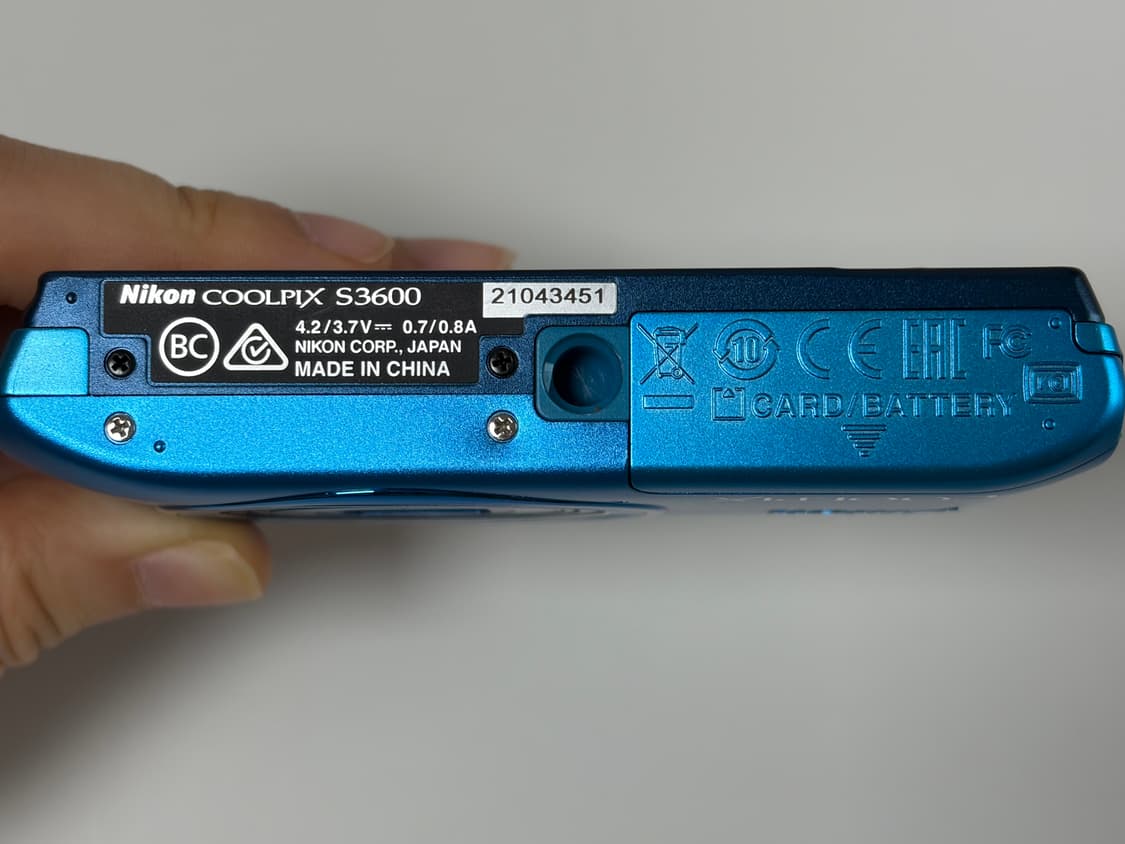 Nikon COOLPIX S3600
21043451
BC
4.2/3.7V⎓ 0.7/0.8A
NIKON CORP., JAPAN
MADE IN CHINA
10
CE
EAC
FC
CARD/BATTERY